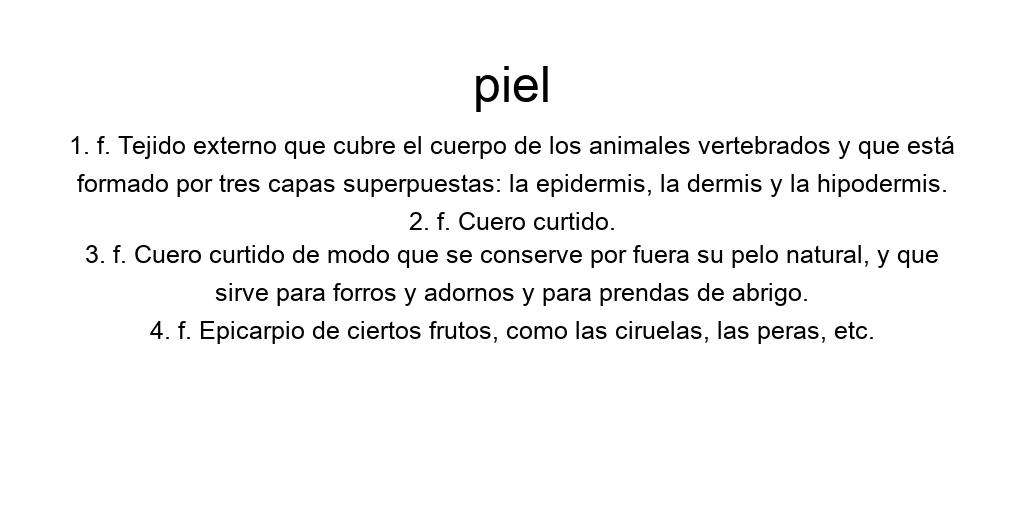 piel
1. f. Tejido externo que cubre el cuerpo de los animales vertebrados y que está
formado por tres capas superpuestas: la epidermis, la dermis y la hipodermis.
2. f. Cuero curtido.
3. f. Cuero curtido de modo que se conserve por fuera su pelo natural, y que
sirve para forros y adornos y para prendas de abrigo.
4. f. Epicarpio de ciertos frutos, como las ciruelas, las peras, etc.